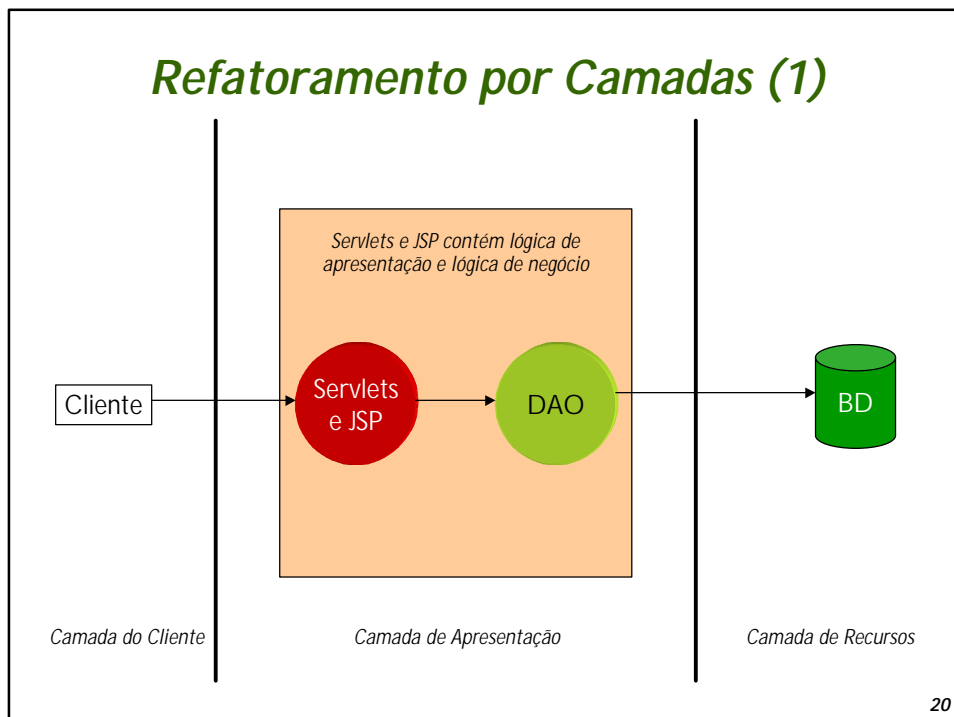 Refatoramento por Camadas (1)
Servlets e JSP contém lógica de
apresentação e lógica de negócio
Cliente
Servlets
e JSP
DAO
BD
Camada do Cliente
Camada de Apresentação
Camada de Recursos
20